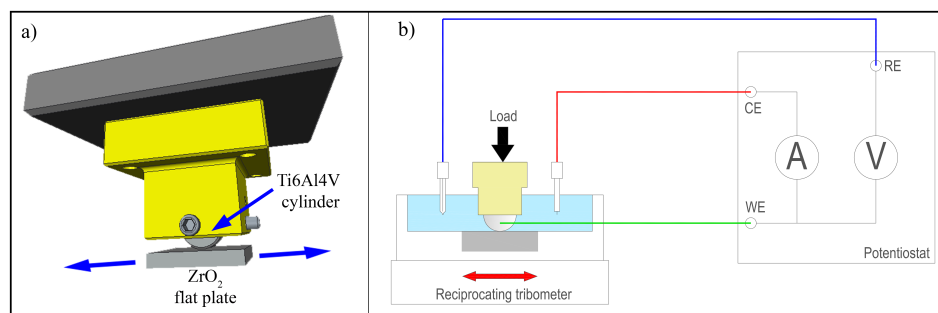 a)
Ti6Al4V
cylinder
ZrO2
flat plate
b)
Load
RE
CE
A
V
WE
Potentiostat
Reciprocating tribometer